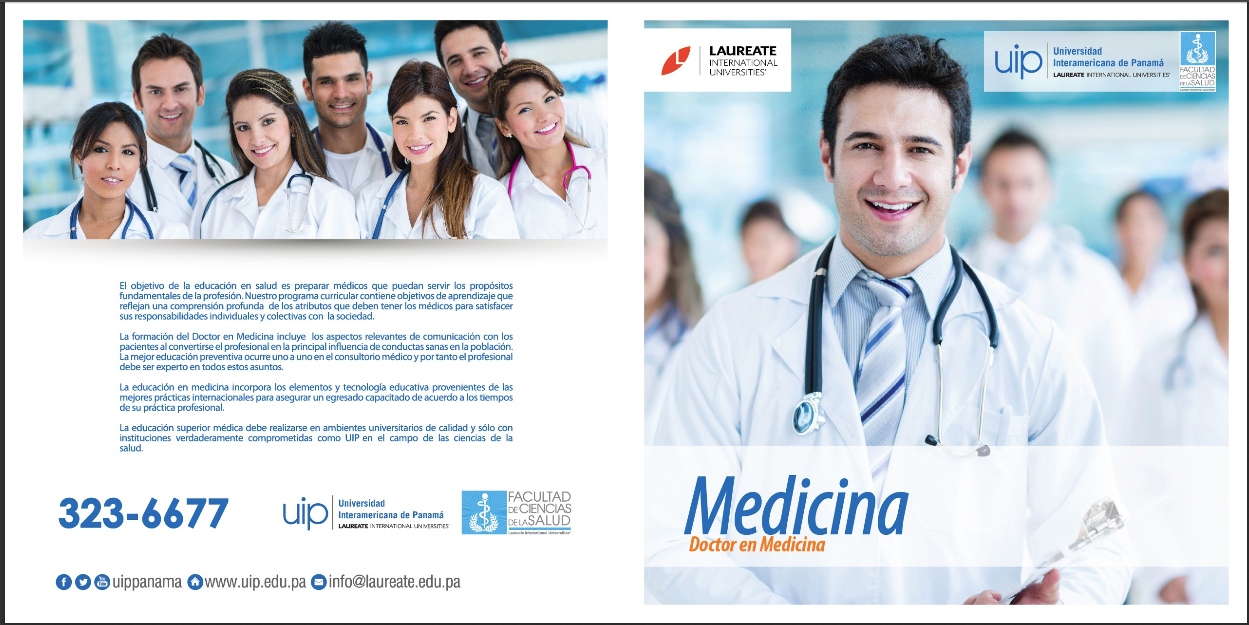 El objetivo de la educación en salud es preparar médicos que puedan servir los propósitos
fundamentales de la profesión. Nuestro programa curricular contiene objetivos de aprendizaje que
reflejan una comprensión profunda de los atributos que deben tener los médicos para satisfacer
sus responsabilidades individuales y colectivas con la sociedad.
La formación del Doctor en Medicina incluye los aspectos relevantes de comunicación con los
pacientes al convertirse el profesional en la principal influencia de conductas sanas en la población.
La mejor educación preventiva ocurre uno a uno en el consultorio médico y por tanto el profesional
debe ser experto en todos estos asuntos.
La educación en medicina incorpora los elementos y tecnología educativa provenientes de las
mejores prácticas internacionales para asegurar un egresado capacitado de acuerdo a los tiempos
de su práctica profesional.
La educación superior médica debe realizarse en ambientes universitarios de calidad y sólo con
instituciones verdaderamente comprometidas como UIP en el campo de las ciencias de la
salud.
323-6677
uip
Universidad
Interamericana de Panamá
LAUREATE INTERNATIONAL UNIVERSITIES®
FACULTAD
DE CIENCIAS
DE LA SALUD
Laureate International Universities®
uippanama www.uip.edu.pa info@laureate.edu.pa
LAUREATE
INTERNATIONAL
UNIVERSITIES®
uip
Universidad
Interamericana de Panamá
LAUREATE INTERNATIONAL UNIVERSITIES®
FACULTAD
DE CIENCIAS
DE LA SALUD
Medicina
Doctor en Medicina